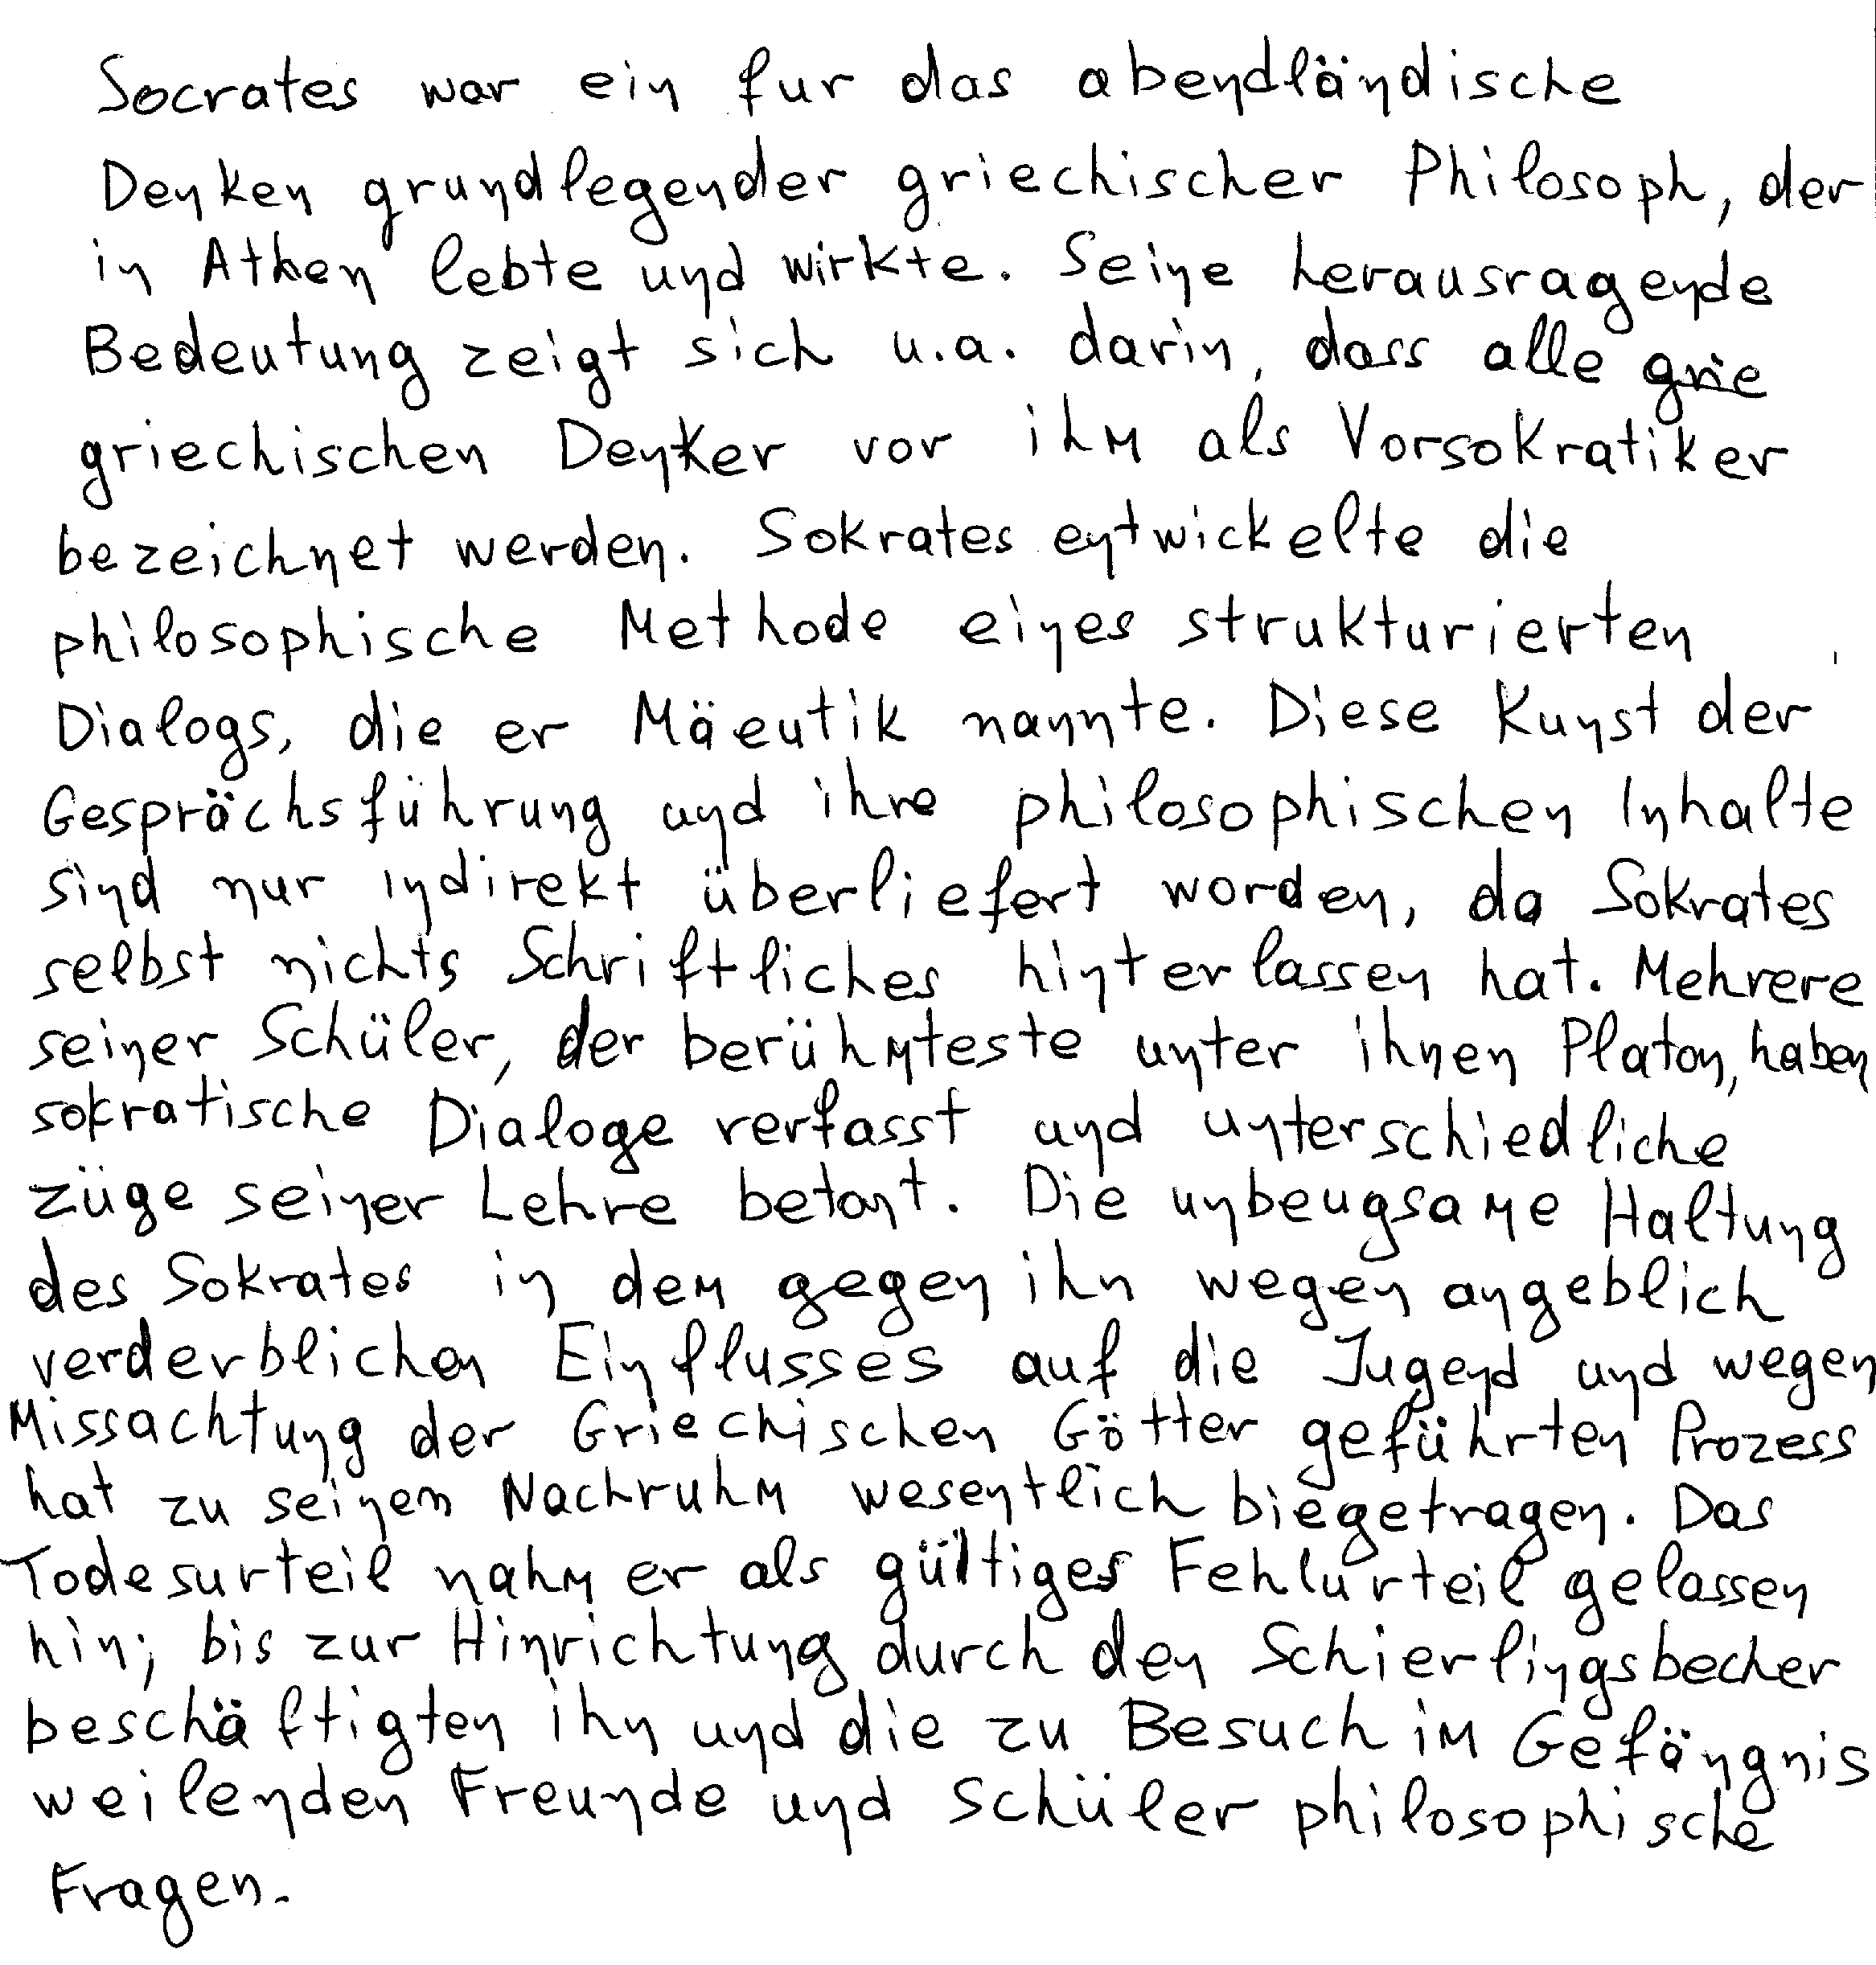 Socrates war ein fur das abendländische
Denken grundlegender griechischer Philosoph, der
in Athen lebte und wirkte. Seine herausragende
Bedeutung zeigt sich u.a. darin, dass alle grie
griechischen Denker vor ihm als Vorsokratiker
bezeichnet werden. Sokrates entwickelte die
philosophische Methode eines strukturierten
Dialogs, die er Mäeutik nannte. Diese Kunst der
Gesprächsführung und ihre philosophischen Inhalte
sind nur indirekt überliefert worden, da Sokrates
selbst nichts Schriftliches hinterlassen hat. Mehrere
seiner Schüler, der berühmteste unter ihnen Platon, haben
sokratische Dialoge verfasst und unterschiedliche
züge seiner Lehre betont. Die unbeugsame Haltung
des Sokrates in dem gegen ihn wegen angeblich
verderblichen Einflusses auf die Jugend und wegen
Missachtung der Griechischen Götter geführten Prozess
hat zu seinem Nachruhm wesentlich biegetragen. Das
Todesurteil nahm er als gültiges Fehlurteil gelassen
hin; bis zur Hinrichtung durch den Schierlingsbecher
beschäftigten ihn und die zu Besuch im Gefängnis
weilenden Freunde und Schüler philosophische
Fragen.